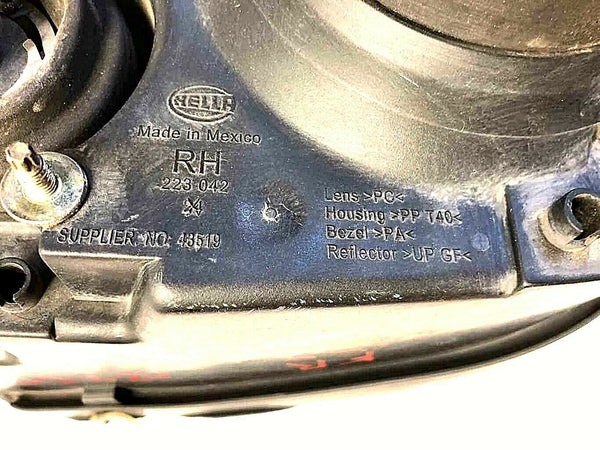 HELLA
Made in Mexico
RH
223 042
SUPPLIER NO. 43519
Lens >PC<
Housing >PP T40<
Bezel >PA<
Reflector >UP GF<